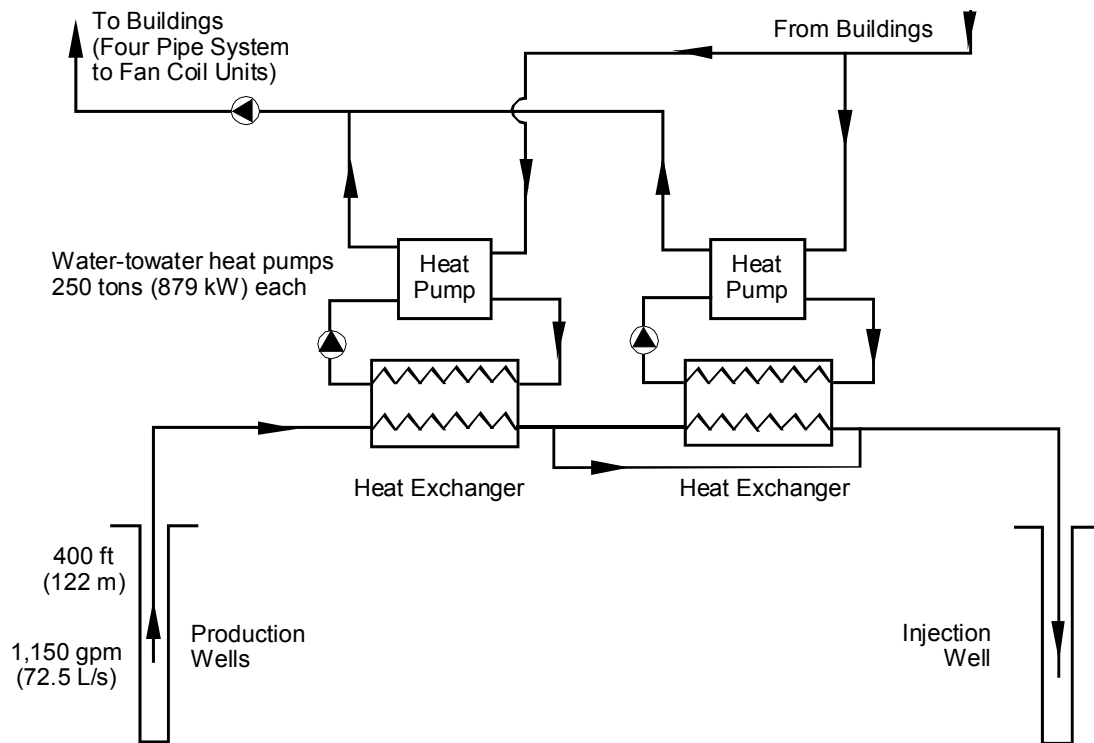 To Buildings
(Four Pipe System
to Fan Coil Units)
From Buildings
Water-towater heat pumps
250 tons (879 kW) each
Heat
Pump
Heat
Pump
Heat Exchanger
Heat Exchanger
400 ft
(122 m)
1,150 gpm
(72.5 L/s)
Production
Wells
Injection
Well